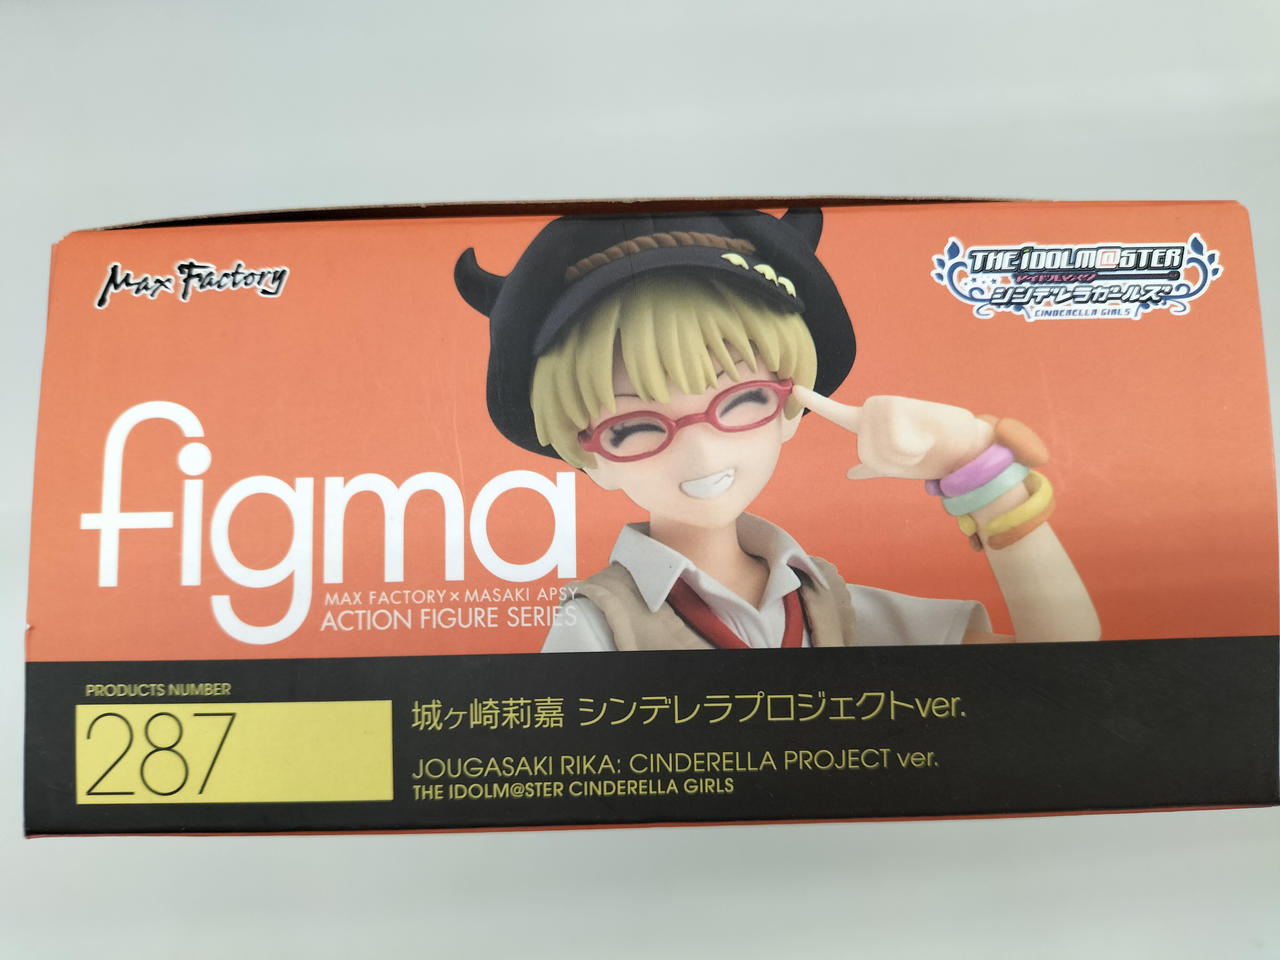 Max Factory
THE iDOLM@STER
アイドルマスター
シンデレラガールズ
CINDERELLA GIRLS
figma
MAX FACTORY × MASAKI APSY
ACTION FIGURE SERIES
PRODUCTS NUMBER
287
城ヶ崎莉嘉 シンデレラプロジェクトver.
JOUGASAKI RIKA: CINDERELLA PROJECT ver.
THE IDOLM@STER CINDERELLA GIRLS